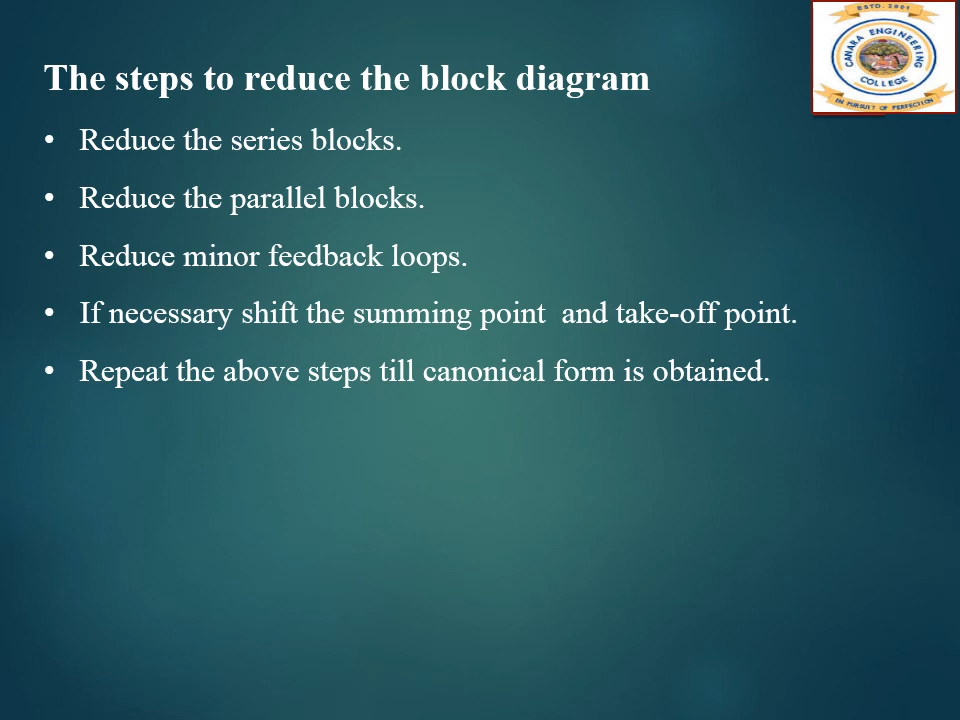 ESTD. 2001
CANARA ENGINEERING
COLLEGE
IN PURSUIT OF PERFECTION
The steps to reduce the block diagram
• Reduce the series blocks.
• Reduce the parallel blocks.
• Reduce minor feedback loops.
• If necessary shift the summing point and take-off point.
• Repeat the above steps till canonical form is obtained.